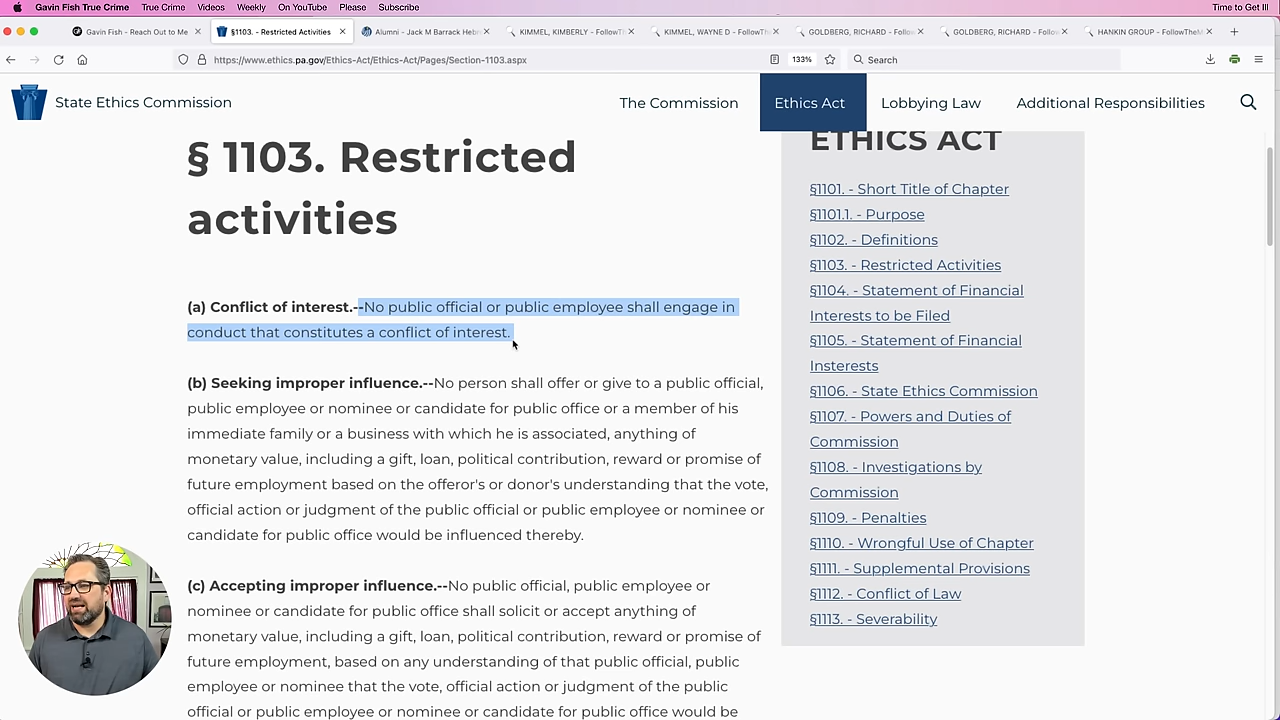 Gavin Fish True Crime True Crime Videos Weekly On YouTube Please Subscribe Time to Get Ill
Gavin Fish - Reach Out to Me §1103. - Restricted Activities Alumni - Jack M Barrack Heb KIMMEL, KIMBERLY - FollowTh KIMMEL, WAYNE D - FollowThe GOLDBERG, RICHARD - Follow GOLDBERG, RICHARD - Follow HANKIN GROUP - FollowTheM
https://www.ethics.pa.gov/Ethics-Act/Ethics-Act/Pages/Section-1103.aspx 133% Search
State Ethics Commission The Commission Ethics Act Lobbying Law Additional Responsibilities
§ 1103. Restricted
activities
(a) Conflict of interest.--No public official or public employee shall engage in
conduct that constitutes a conflict of interest.
(b) Seeking improper influence.--No person shall offer or give to a public official,
public employee or nominee or candidate for public office or a member of his
immediate family or a business with which he is associated, anything of
monetary value, including a gift, loan, political contribution, reward or promise of
future employment based on the offeror's or donor's understanding that the vote,
official action or judgment of the public official or public employee or nominee or
candidate for public office would be influenced thereby.
(c) Accepting improper influence.--No public official, public employee or
nominee or candidate for public office shall solicit or accept anything of
monetary value, including a gift, loan, political contribution, reward or promise of
future employment, based on any understanding of that public official, public
employee or nominee that the vote, official action or judgment of the public
official or public employee or nominee or candidate for public office would be
ETHICS ACT
§1101. - Short Title of Chapter
§1101.1. - Purpose
§1102. - Definitions
§1103. - Restricted Activities
§1104. - Statement of Financial
Interests to be Filed
§1105. - Statement of Financial
Insterests
§1106. - State Ethics Commission
§1107. - Powers and Duties of
Commission
§1108. - Investigations by
Commission
§1109. - Penalties
§1110. - Wrongful Use of Chapter
§1111. - Supplemental Provisions
§1112. - Conflict of Law
§1113. - Severability